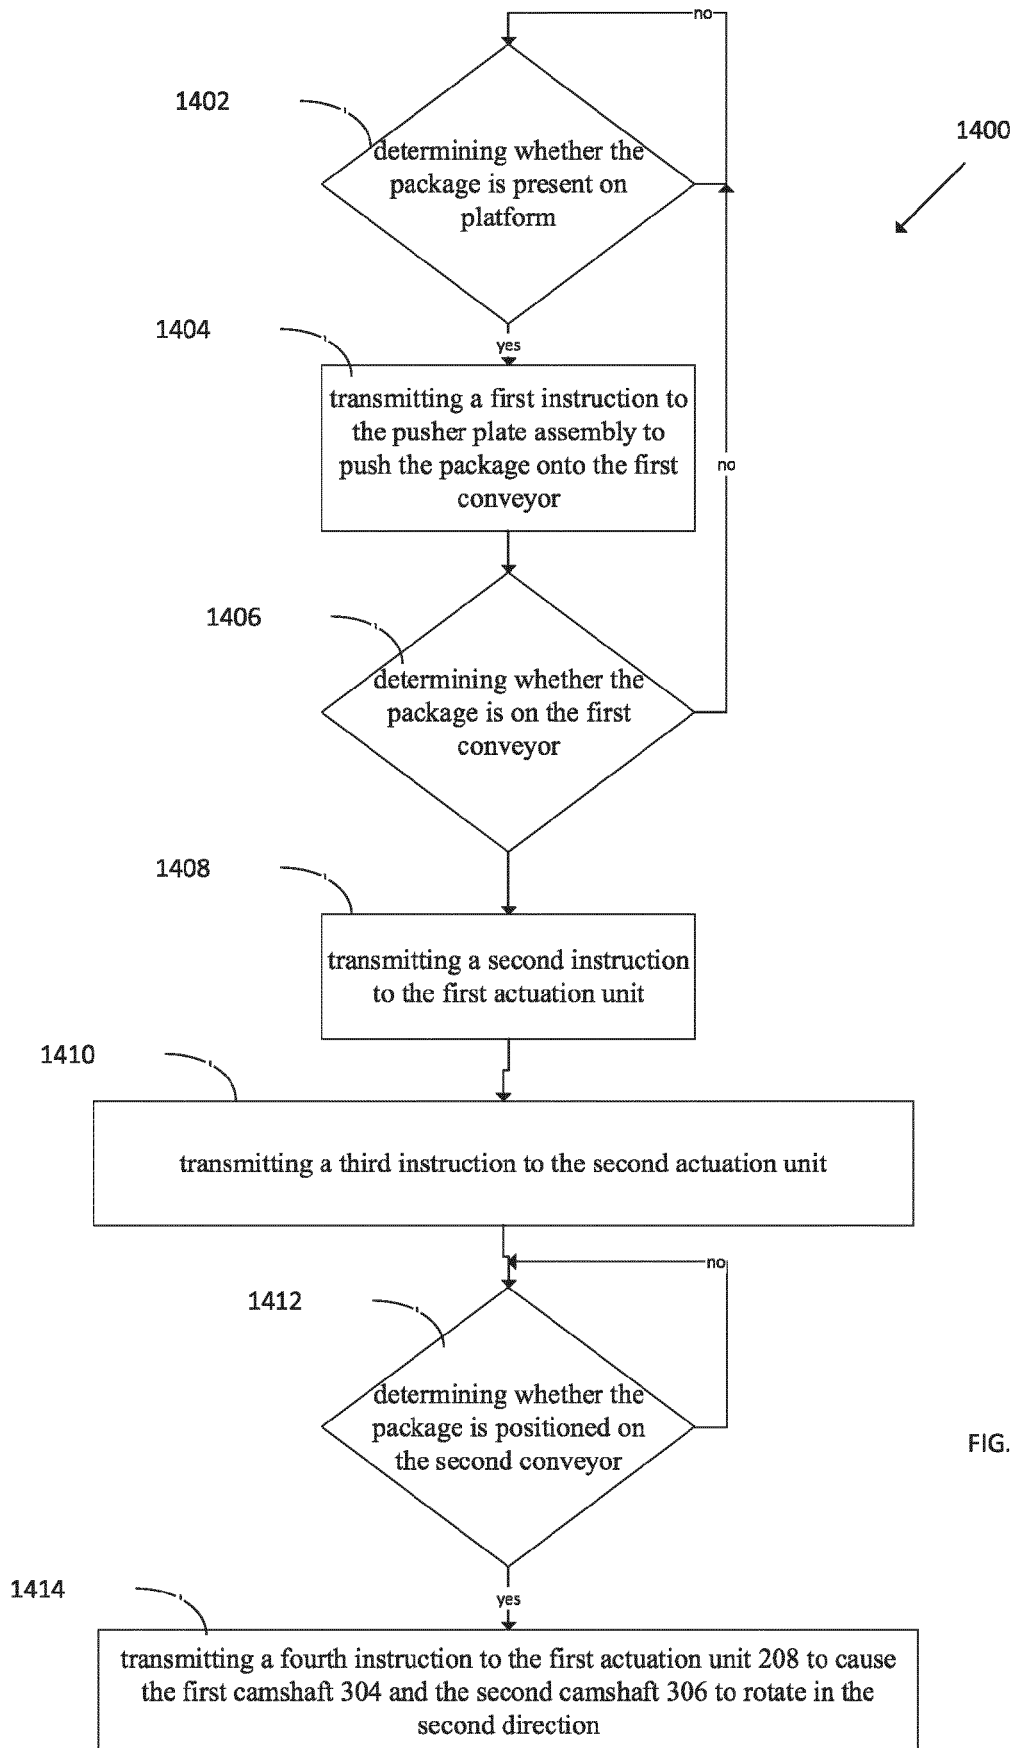 no
1402
1400
determining whether the
package is present on
platform
1404
yes
transmitting a first instruction to
the pusher plate assembly to
push the package onto the first
conveyor
no
1406
determining whether the
package is on the first
conveyor
1408
transmitting a second instruction
to the first actuation unit
1410
transmitting a third instruction to the second actuation unit
no
1412
determining whether the
package is positioned on
the second conveyor
FIG.
1414
yes
transmitting a fourth instruction to the first actuation unit 208 to cause
the first camshaft 304 and the second camshaft 306 to rotate in the
second direction